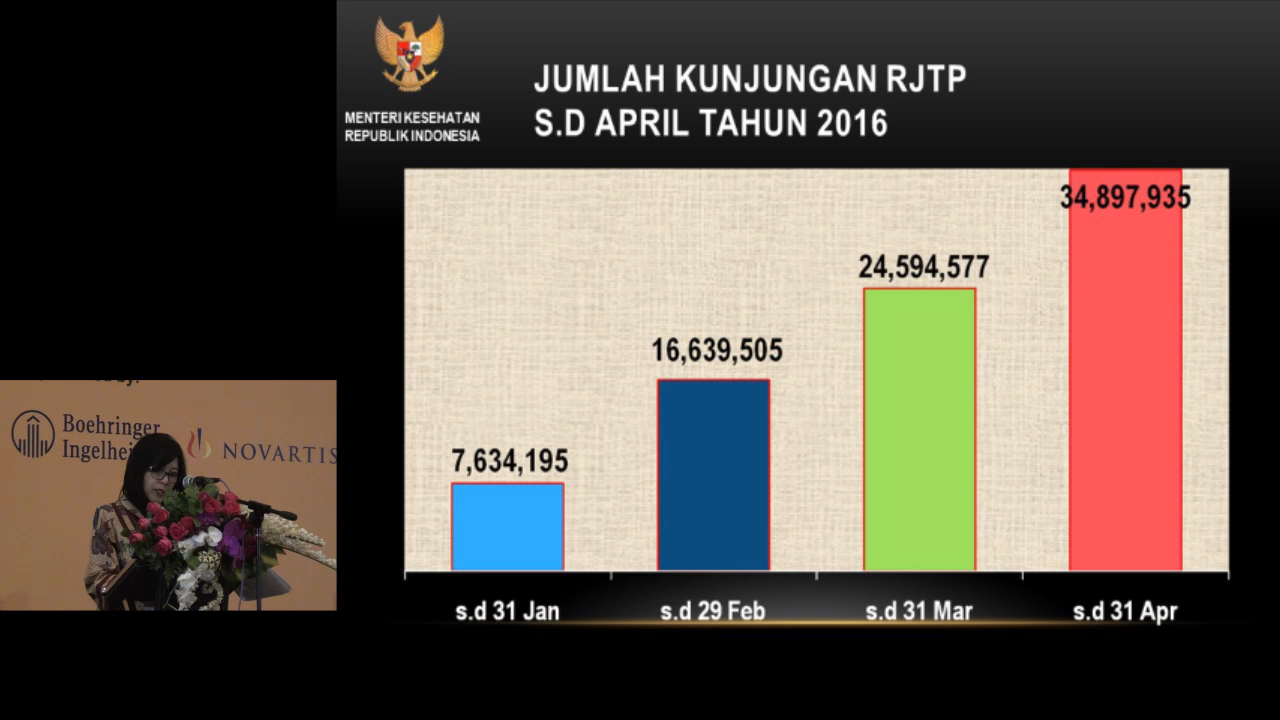 MENTERI KESEHATAN
REPUBLIK INDONESIA
JUMLAH KUNJUNGAN RJTP
S.D APRIL TAHUN 2016
34,897,935
24,594,577
16,639,505
7,634,195
s.d 31 Jan
s.d 29 Feb
s.d 31 Mar
s.d 31 Apr
by:
Boehringer
Ingelhei
NOVARTIS